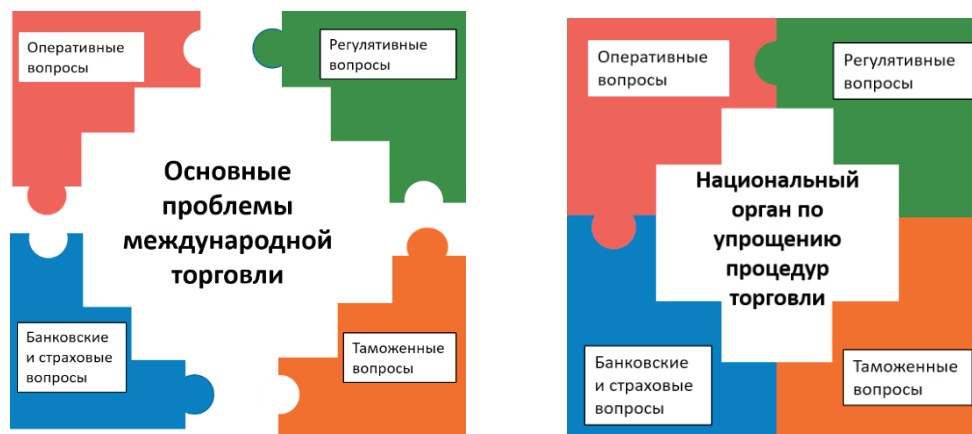 Оперативные
вопросы
Регулятивные
вопросы
Основные
проблемы
международной
торговли
Банковские
и страховые
вопросы
Таможенные
вопросы
Оперативные
вопросы
Регулятивные
вопросы
Национальный
орган по
упрощению
процедур
торговли
Банковские
и страховые
вопросы
Таможенные
вопросы